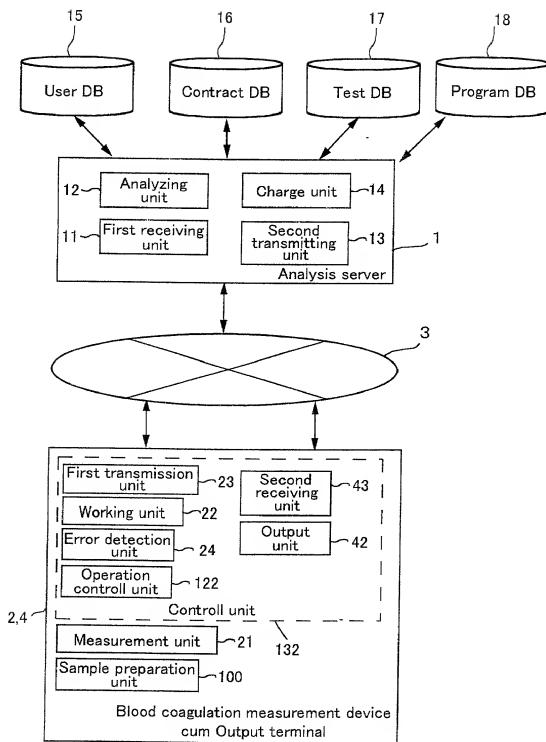 15
16
17
18
User DB
Contract DB
Test DB
Program DB
12
Analyzing
unit
Charge unit
14
11
First receiving
unit
Second
transmitting
unit
13
1
Analysis server
3
First transmission
unit
23
Second
receiving
unit
43
Working unit
22
Error detection
unit
24
Output
unit
42
Operation
controll unit
122
Controll unit
2,4
132
Measurement unit
21
Sample preparation
unit
100
Blood coagulation measurement device
cum Output terminal